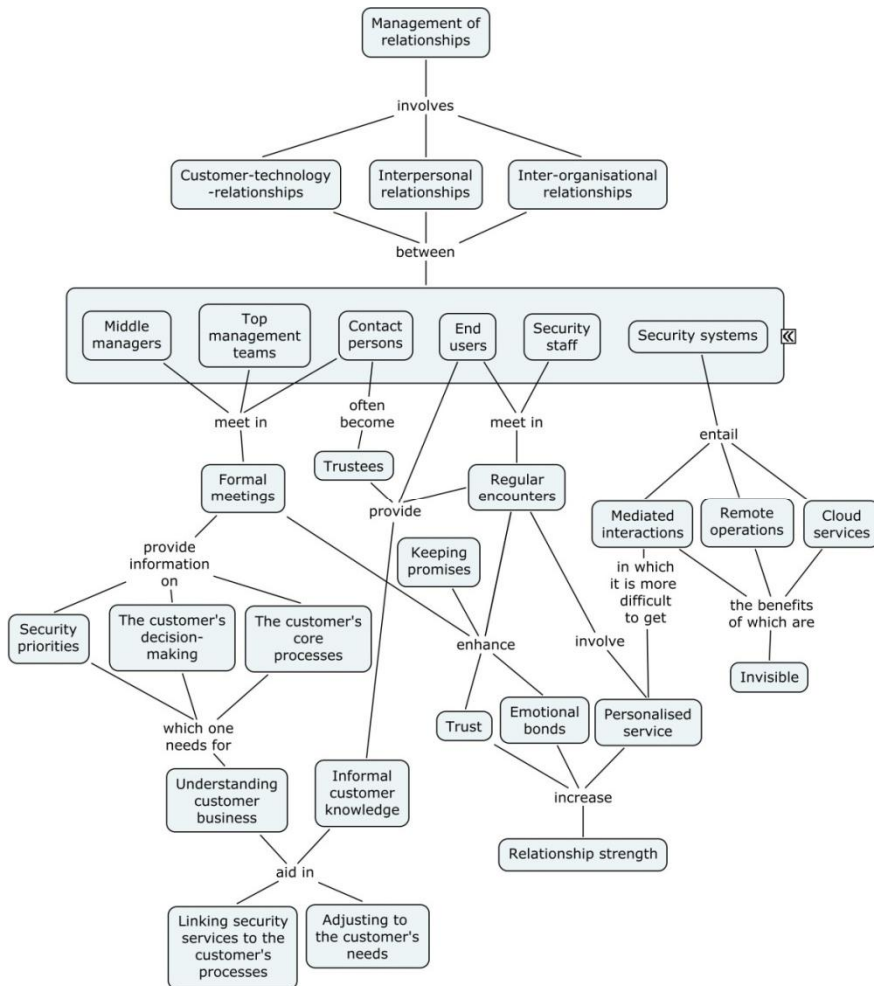 Management of
relationships
involves
Customer-technology
-relationships
Interpersonal
relationships
Inter-organisational
relationships
between
Middle
managers
Top
management
teams
Contact
persons
End
users
Security
staff
Security systems
meet in
often
become
meet in
entail
Formal
meetings
Trustees
Regular
encounters
provide
Mediated
interactions
Remote
operations
Cloud
services
provide
information
on
Keeping
promises
in which
it is more
difficult
to get
the benefits
of which are
Security
priorities
The customer's
decision-
making
The customer's
core
processes
enhance
involve
Invisible
which one
needs for
Trust
Emotional
bonds
Personalised
service
Understanding
customer
business
Informal
customer
knowledge
increase
Relationship strength
aid in
Linking security
services to the
customer's
processes
Adjusting to
the customer's
needs